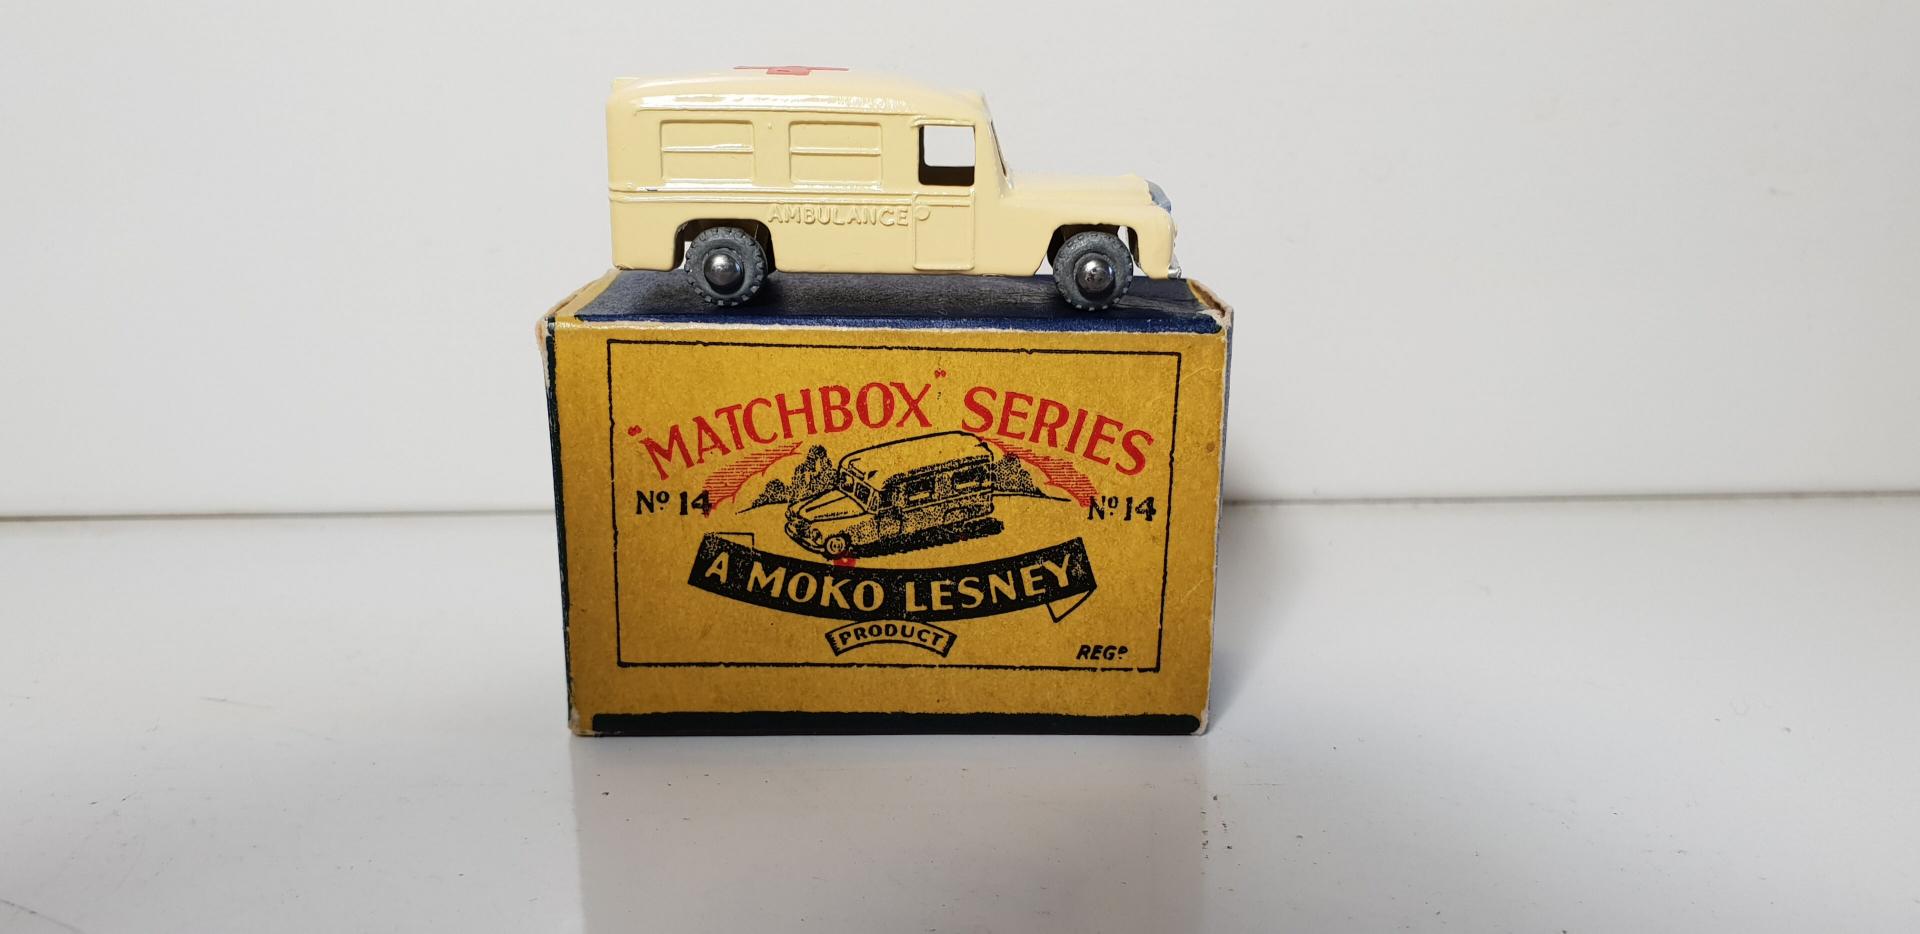 AMBULANCE
"MATCHBOX" SERIES
Nº 14 Nº 14
A MOKO LESNEY
PRODUCT
REGD